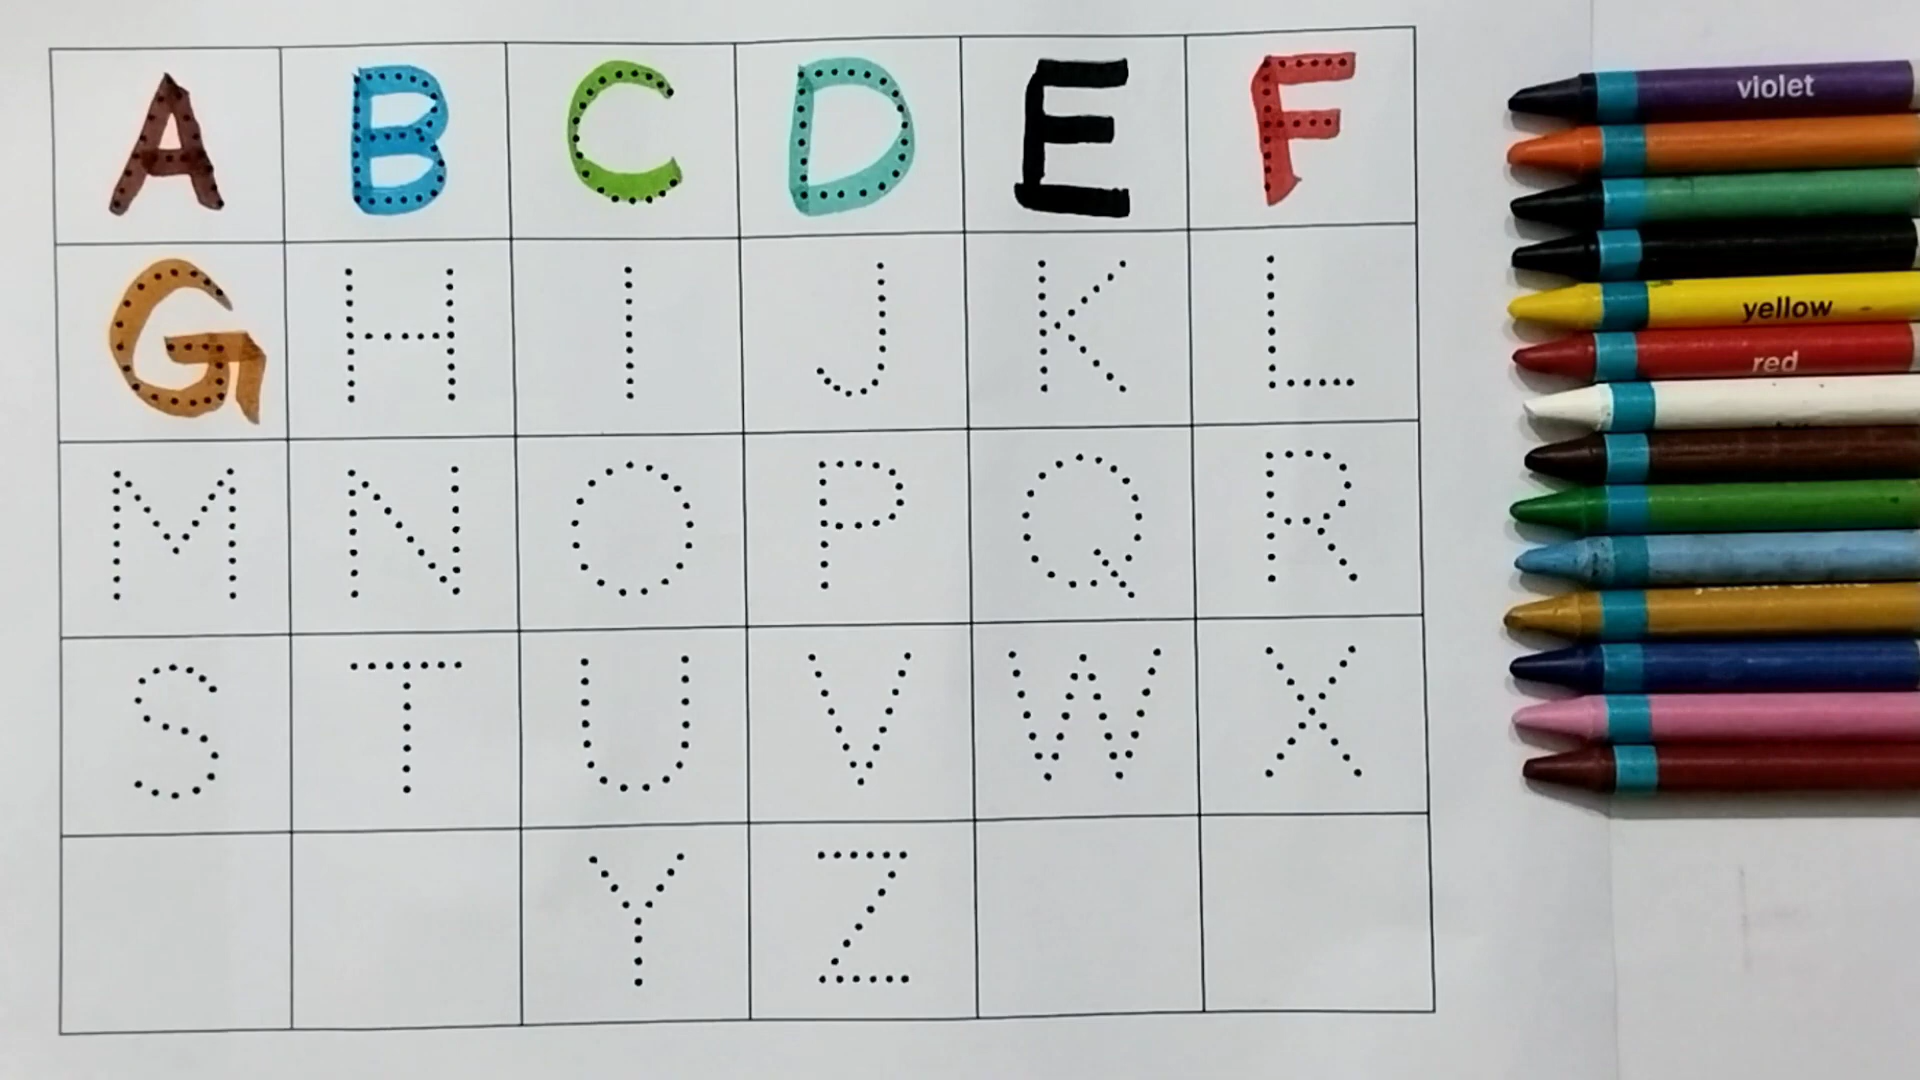 A B C D E F
G H I J K L
M N O P Q R
S T U V W X
Y Z
violet
yellow
red